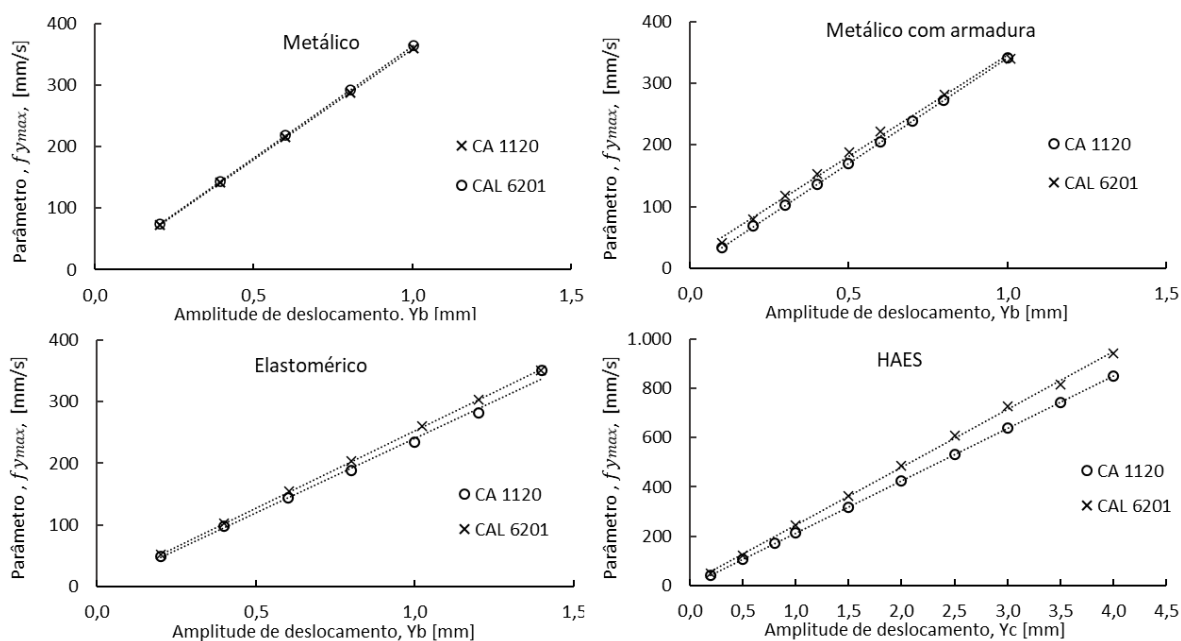 Metálico
Parâmetro , f ymax, [mm/s]
400
300
200
100
0
0,0 0,5 1,0 1,5
Amplitude de deslocamento. Yb [mm]
CA 1120
CAL 6201
Metálico com armadura
Parâmetro , f ymax, [mm/s]
400
300
200
100
0
0,0 0,5 1,0 1,5
Amplitude de deslocamento, Yb [mm]
CA 1120
CAL 6201
Elastomérico
Parâmetro , f ymax, [mm/s]
400
300
200
100
0
0,0 0,5 1,0 1,5
Amplitude de deslocamento, Yb [mm]
CA 1120
CAL 6201
HAES
Parâmetro , f ymax, [mm/s]
1.000
800
600
400
200
0
0,0 0,5 1,0 1,5 2,0 2,5 3,0 3,5 4,0 4,5
Amplitude de deslocamento, Yc [mm]
CA 1120
CAL 6201